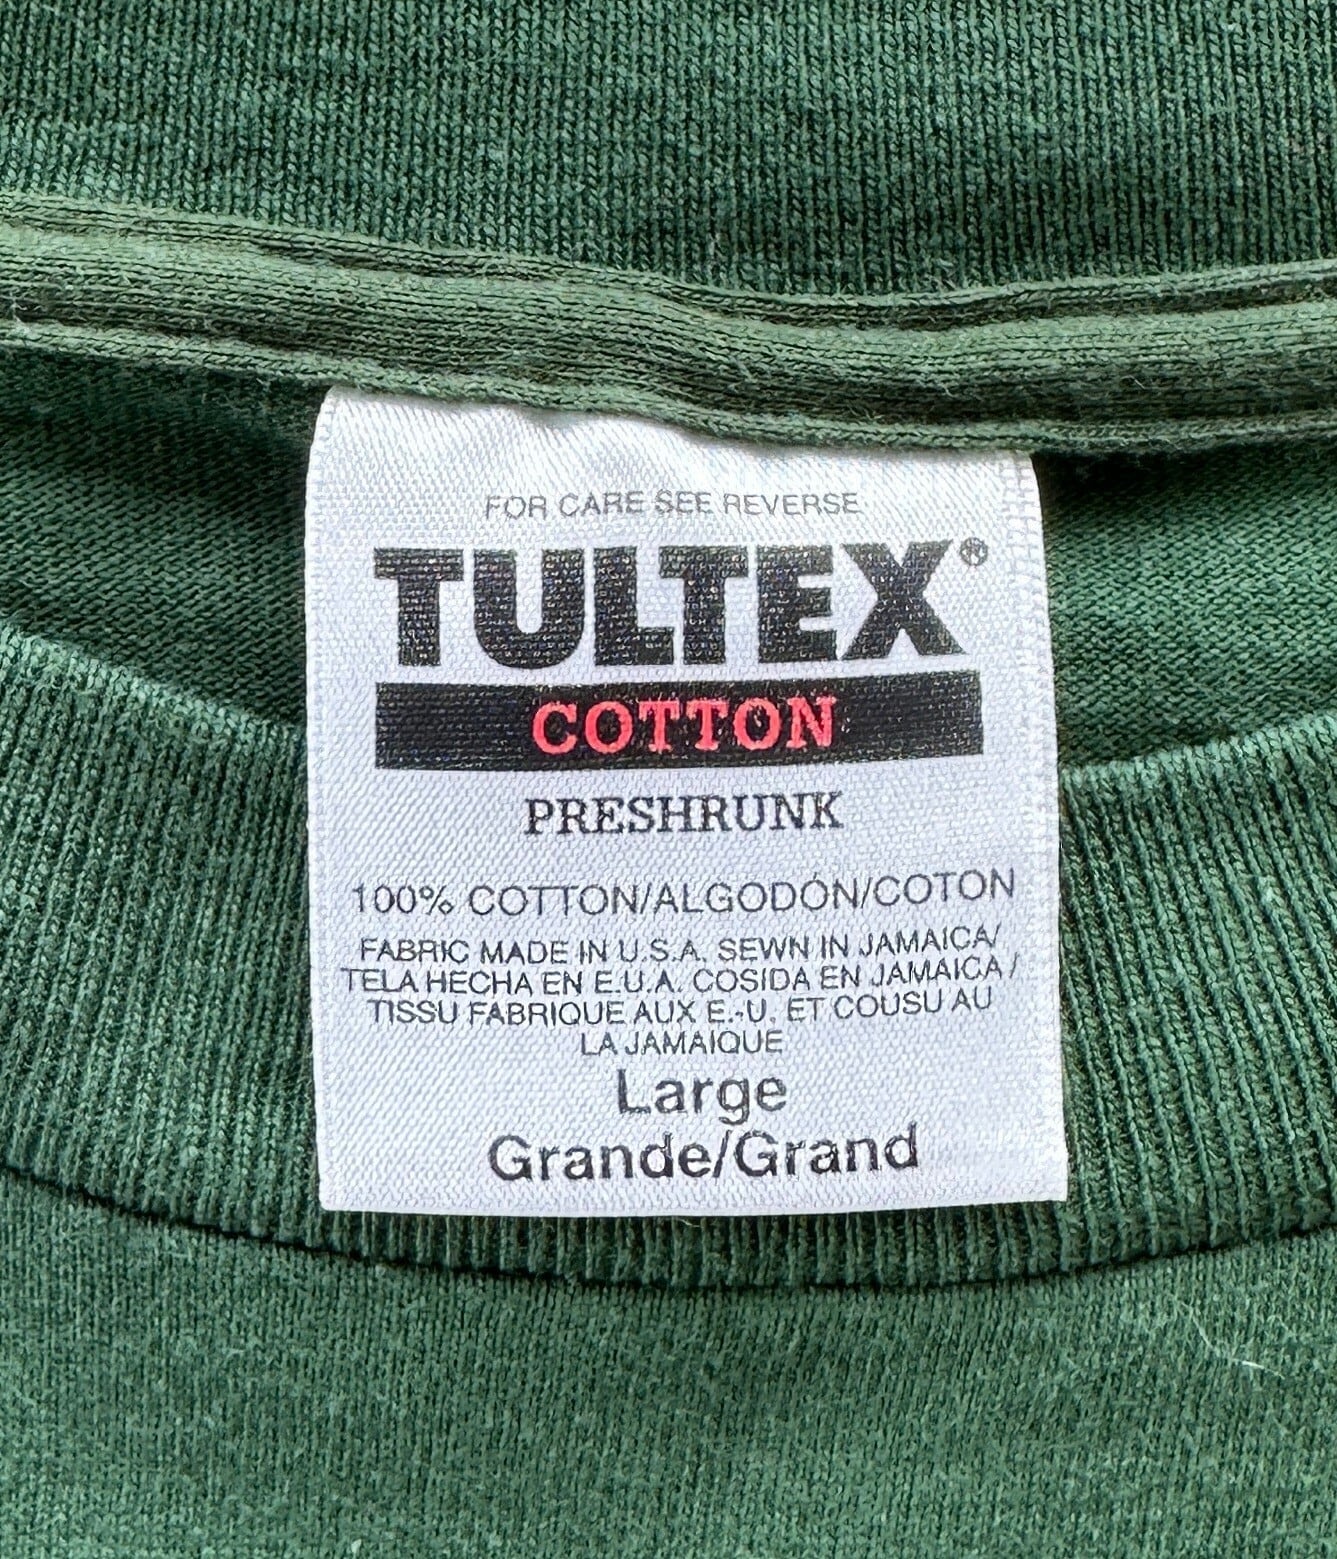 FOR CARE SEE REVERSE
TULTEX®
COTTON
PRESHRUNK
100% COTTON/ALGODÓN/COTON
FABRIC MADE IN U.S.A. SEWN IN JAMAICA/
TELA HECHA EN E.U.A. COSIDA EN JAMAICA/
TISSU FABRIQUE AUX E.-U. ET COUSU AU
LA JAMAIQUE
Large
Grande/Grand